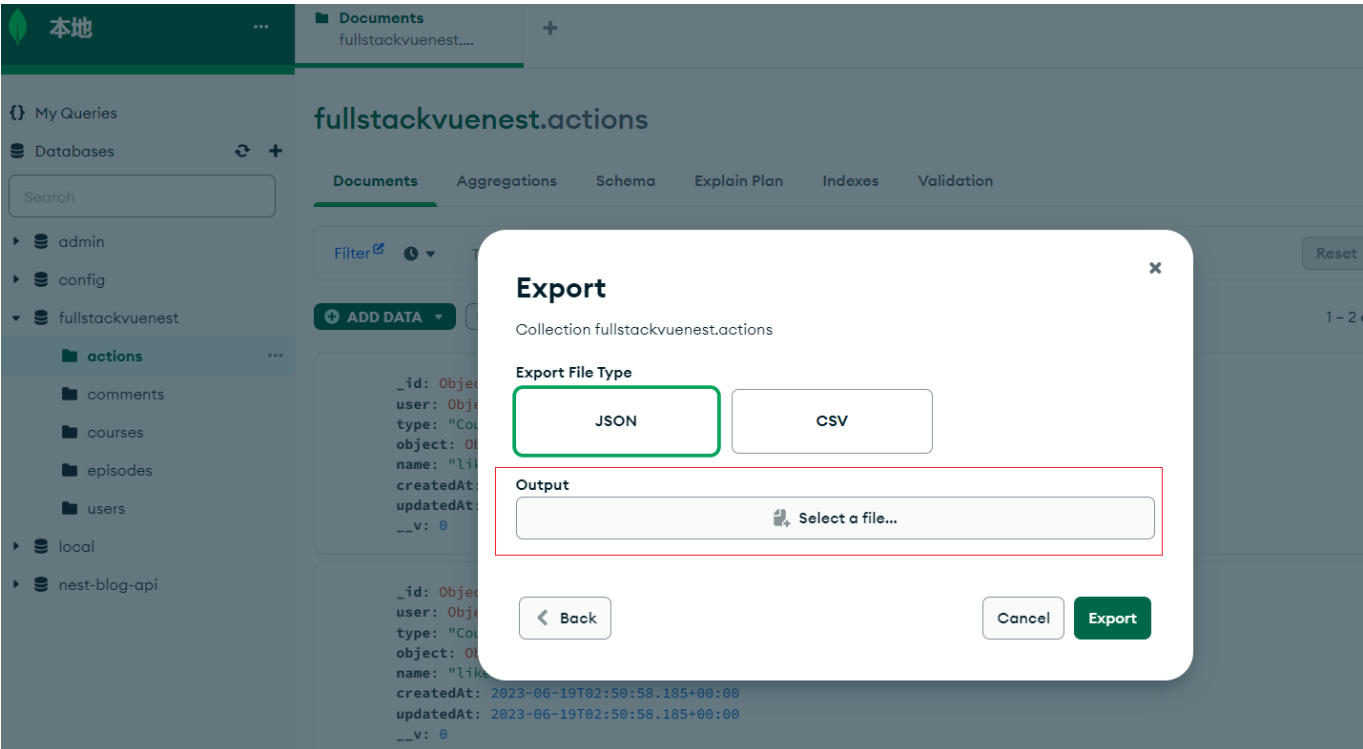 本地
Documents
fullstackvuenest....
My Queries
Databases
Search
admin
config
fullstackvuenest
actions
comments
courses
episodes
users
local
nest-blog-api
fullstackvuenest.actions
Documents Aggregations Schema Explain Plan Indexes Validation
Filter
Reset
ADD DATA
1 – 2
_id:
user:
type:
object:
name:
createdAt:
updatedAt:
__v: 0
_id:
user:
type:
object:
name: "like
createdAt: 2023-06-19T02:50:58.185+00:00
updatedAt: 2023-06-19T02:50:58.185+00:00
__v: 0
Export
Collection fullstackvuenest.actions
Export File Type
JSON CSV
Output
Select a file...
Back Cancel Export